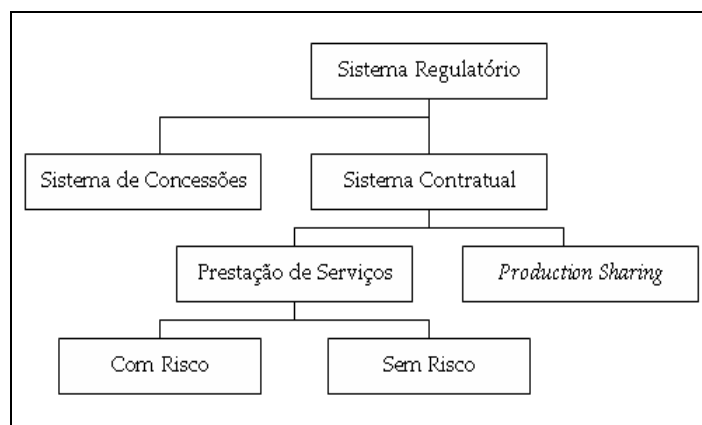 Sistema Regulatório
Sistema de Concessões
Sistema Contratual
Prestação de Serviços
Production Sharing
Com Risco
Sem Risco